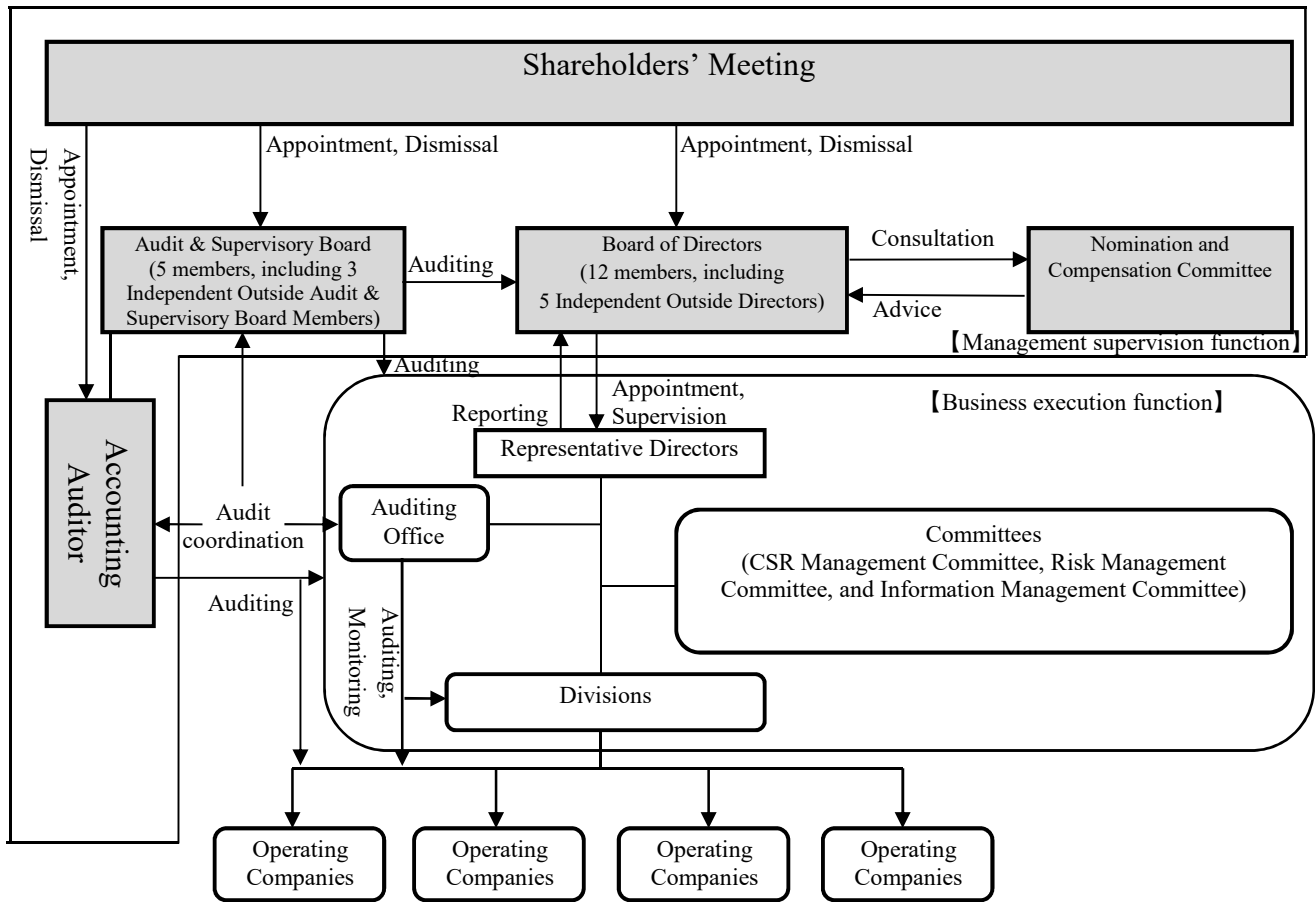 Shareholders’ Meeting
Appointment,
Dismissal
Appointment, Dismissal
Appointment, Dismissal
Audit & Supervisory Board
(5 members, including 3
Independent Outside Audit &
Supervisory Board Members)
Auditing
Board of Directors
(12 members, including
5 Independent Outside Directors)
Consultation
Advice
Nomination and
Compensation Committee
【Management supervision function】
Auditing
【Business execution function】
Reporting
Appointment,
Supervision
Representative Directors
Accounting
Auditor
Audit
coordination
Auditing
Office
Committees
(CSR Management Committee, Risk Management
Committee, and Information Management Committee)
Auditing
Auditing,
Monitoring
Divisions
Operating
Companies
Operating
Companies
Operating
Companies
Operating
Companies